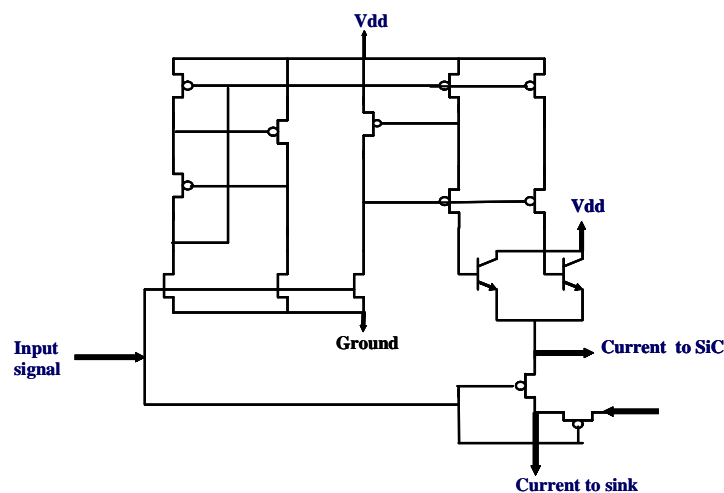 Vdd
Vdd
Ground
Input
signal
Current to SiC
Current to sink